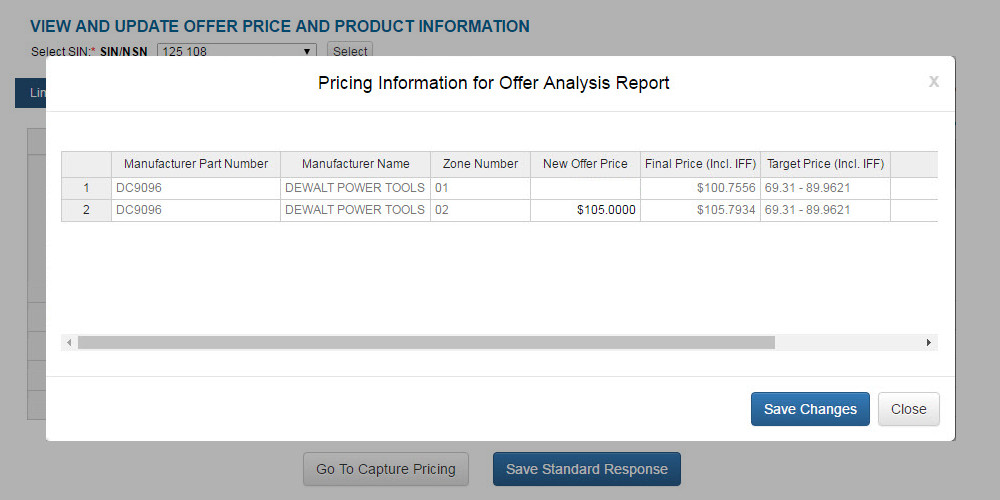 VIEW AND UPDATE OFFER PRICE AND PRODUCT INFORMATION
Select SIN:* SIN/NSN 125 108 Select
Pricing Information for Offer Analysis Report x
Lin
Manufacturer Part Number Manufacturer Name Zone Number New Offer Price Final Price (Incl. IFF) Target Price (Incl. IFF)
1 DC9096 DEWALT POWER TOOLS 01 $100.7556 69.31 - 89.9621
2 DC9096 DEWALT POWER TOOLS 02 $105.0000 $105.7934 69.31 - 89.9621
Save Changes Close
Go To Capture Pricing Save Standard Response